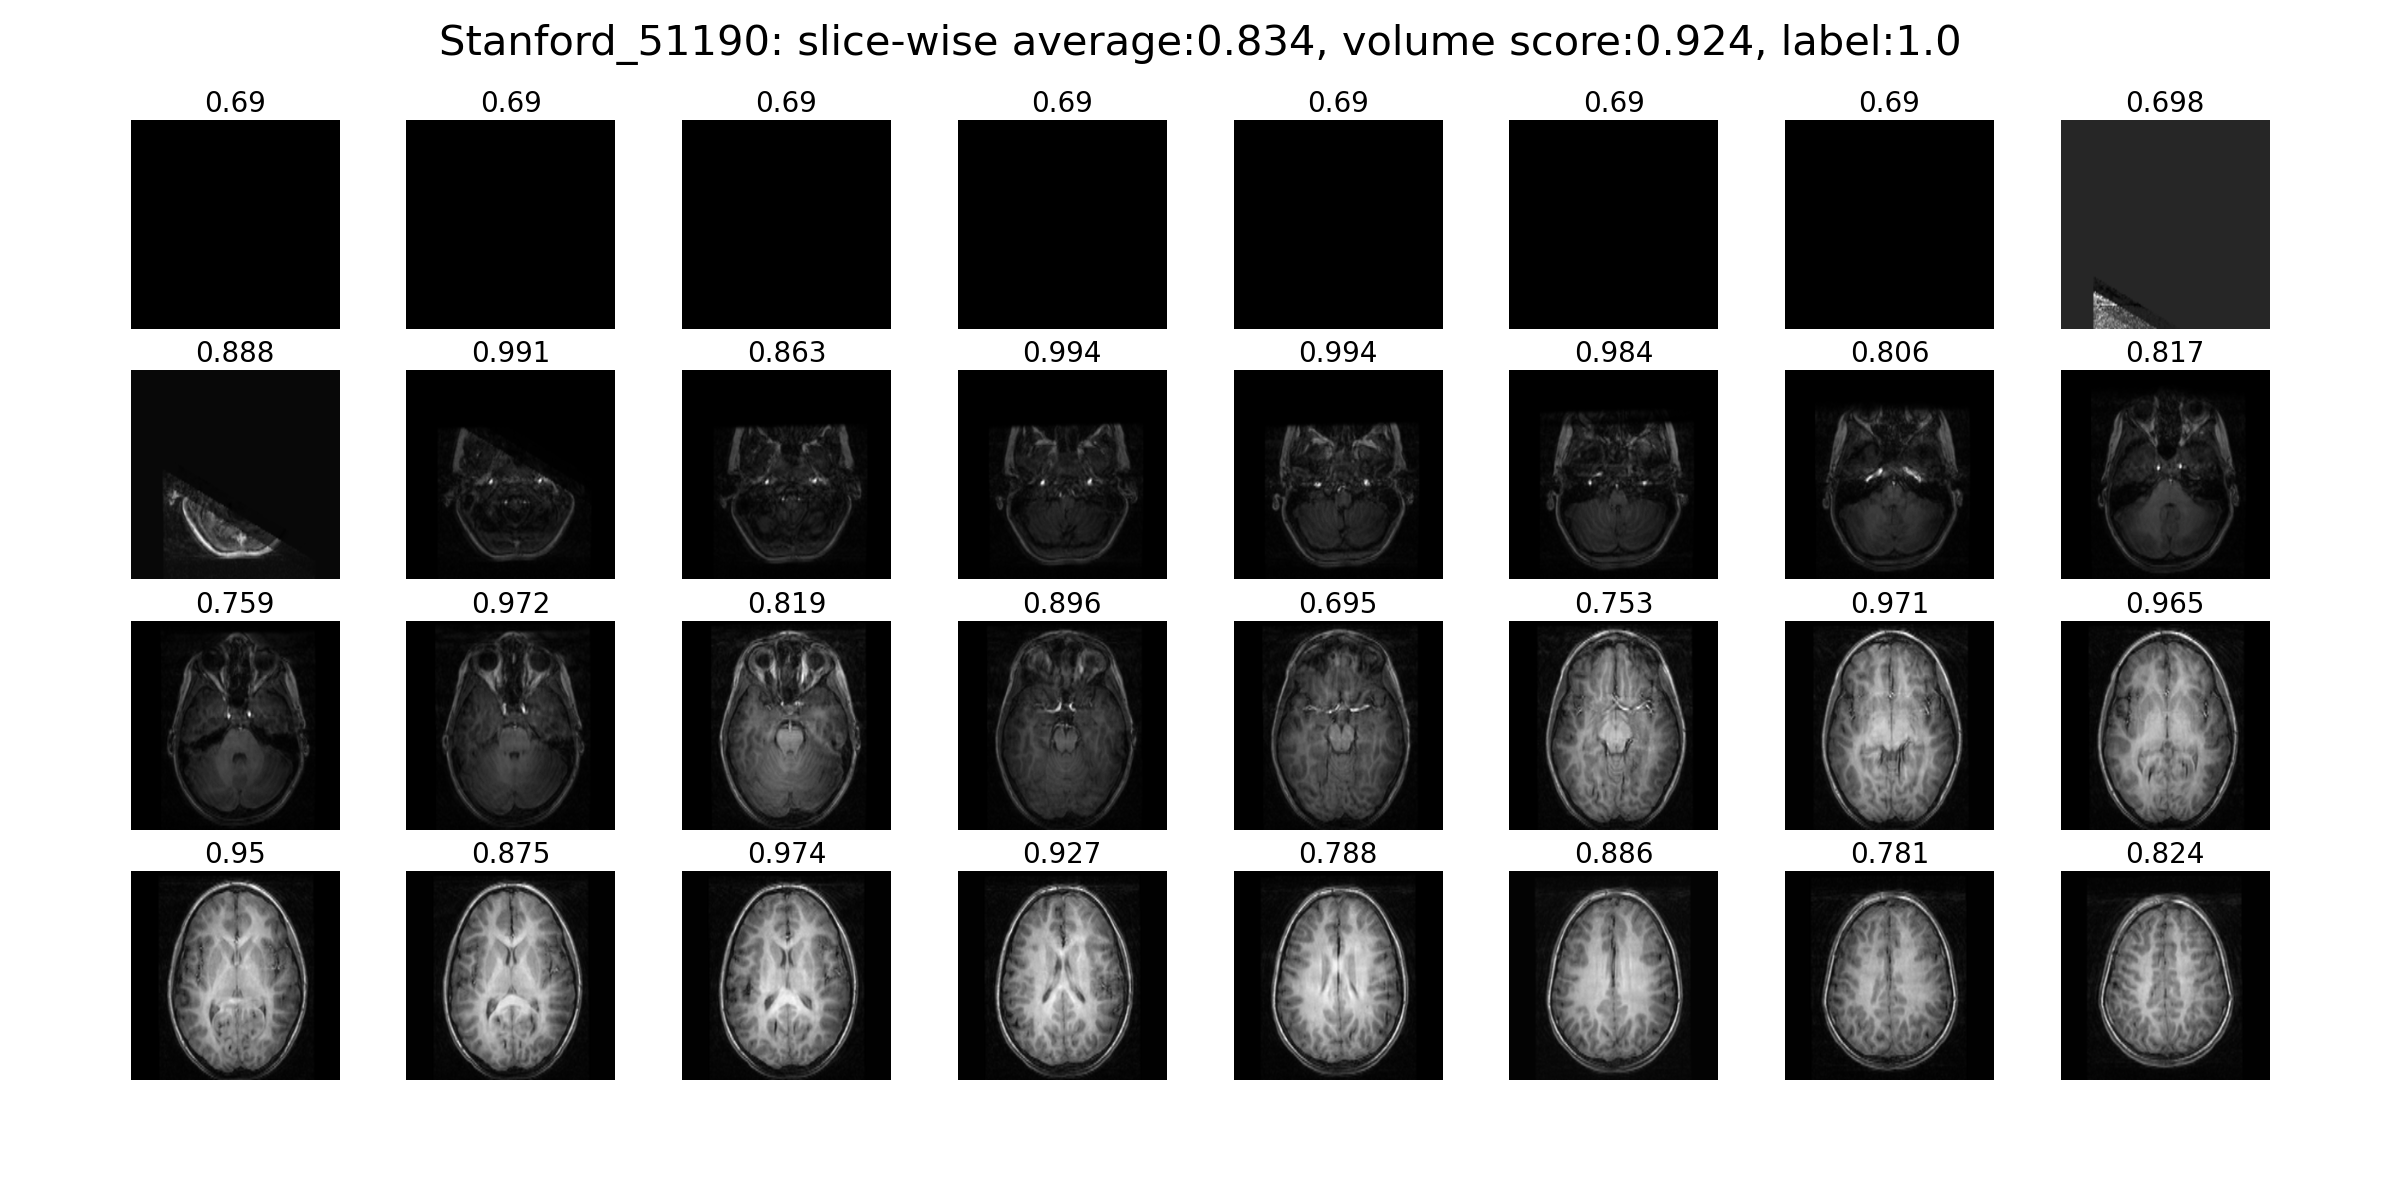 Stanford_51190: slice-wise average:0.834, volume score:0.924, label:1.0
0.69 0.69 0.69 0.69 0.69 0.69 0.69 0.698
0.888 0.991 0.863 0.994 0.994 0.984 0.806 0.817
0.759 0.972 0.819 0.896 0.695 0.753 0.971 0.965
0.95 0.875 0.974 0.927 0.788 0.886 0.781 0.824